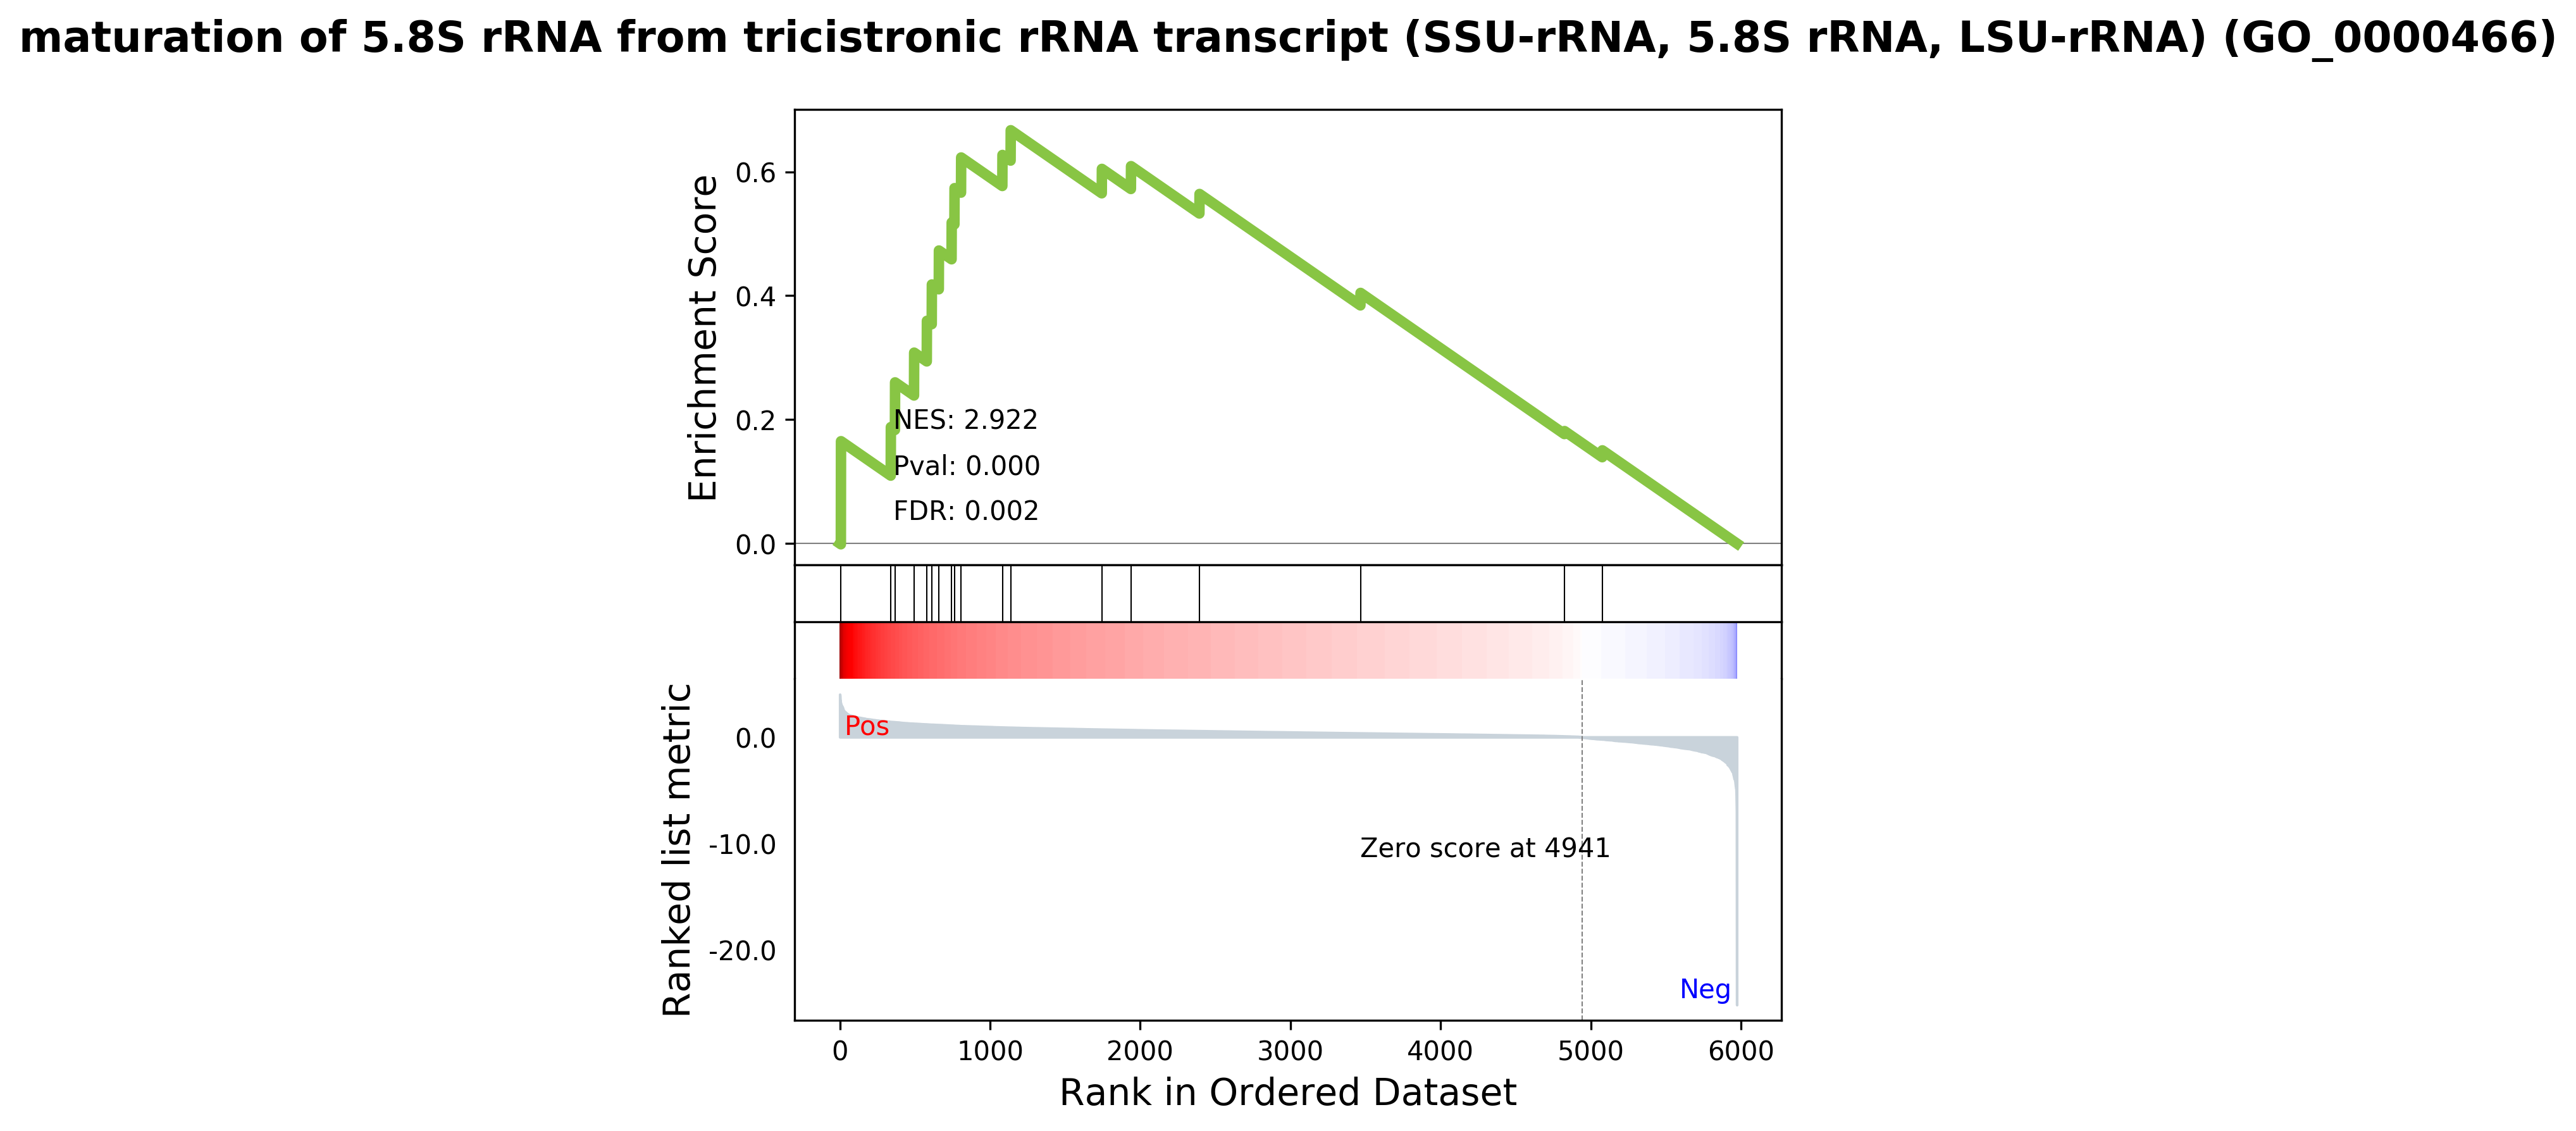 maturation of 5.8S rRNA from tricistronic rRNA transcript (SSU-rRNA, 5.8S rRNA, LSU-rRNA) (GO_0000466)
Enrichment Score
0.6
0.4
0.2
0.0
NES: 2.922
Pval: 0.000
FDR: 0.002
Ranked list metric
0.0
-10.0
-20.0
Pos
Zero score at 4941
Neg
0 1000 2000 3000 4000 5000 6000
Rank in Ordered Dataset